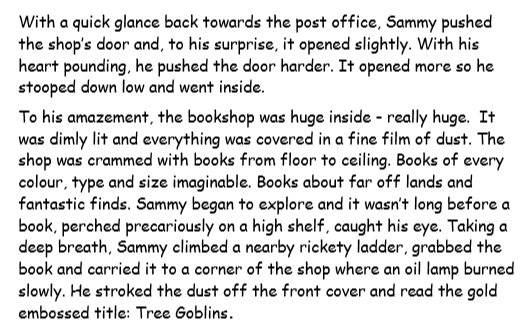 With a quick glance back towards the post office, Sammy pushed
the shop's door and, to his surprise, it opened slightly. With his
heart pounding, he pushed the door harder. It opened more so he
stooped down low and went inside.
To his amazement, the bookshop was huge inside - really huge. It
was dimly lit and everything was covered in a fine film of dust. The
shop was crammed with books from floor to ceiling. Books of every
colour, type and size imaginable. Books about far off lands and
fantastic finds. Sammy began to explore and it wasn't long before a
book, perched precariously on a high shelf, caught his eye. Taking a
deep breath, Sammy climbed a nearby rickety ladder, grabbed the
book and carried it to a corner of the shop where an oil lamp burned
slowly. He stroked the dust off the front cover and read the gold
embossed title: Tree Goblins.